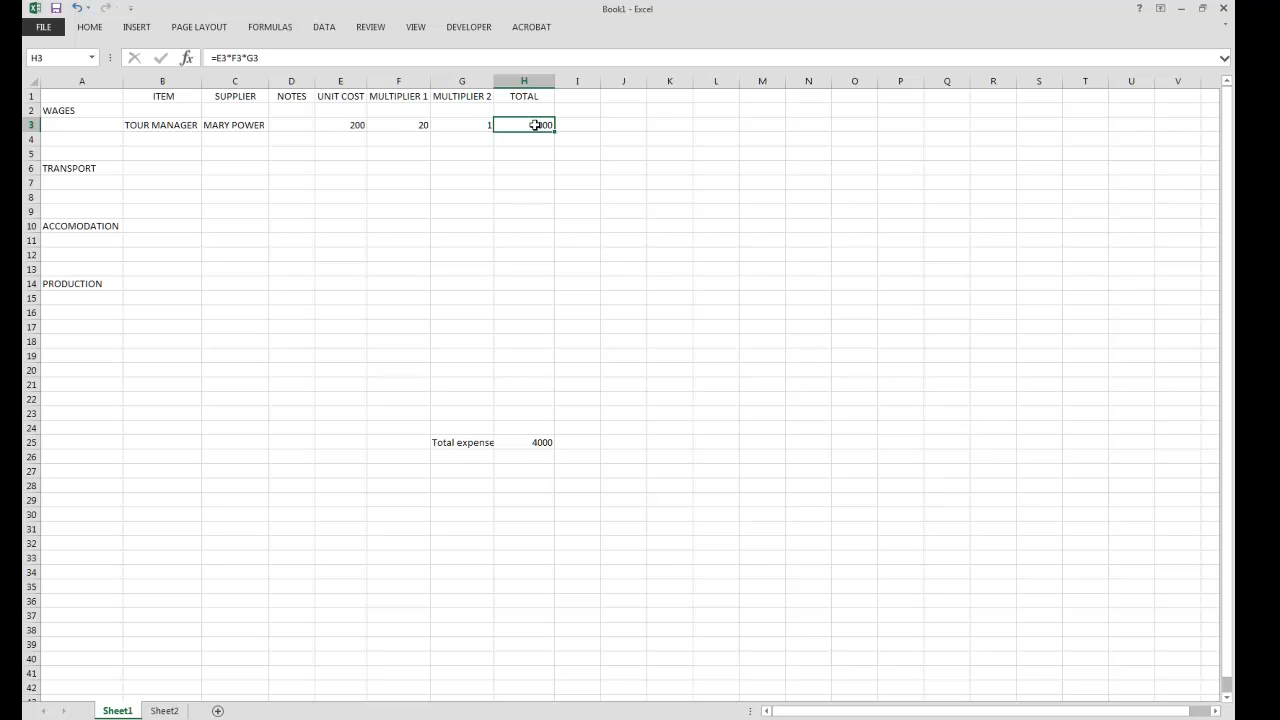 Book1 - Excel
FILE HOME INSERT PAGE LAYOUT FORMULAS DATA REVIEW VIEW DEVELOPER ACROBAT
H3 fx =E3*F3*G3
A B C D E F G H I J K L M N O P Q R S T U V
1 ITEM SUPPLIER NOTES UNIT COST MULTIPLIER 1 MULTIPLIER 2 TOTAL
2 WAGES
3 TOUR MANAGER MARY POWER 200 20 1
4
5
6 TRANSPORT
7
8
9
10 ACCOMODATION
11
12
13
14 PRODUCTION
15
16
17
18
19
20
21
22
23
24
25 Total expense 4000
26
27
28
29
30
31
32
33
34
35
36
37
38
39
40
41
42
Sheet1 Sheet2